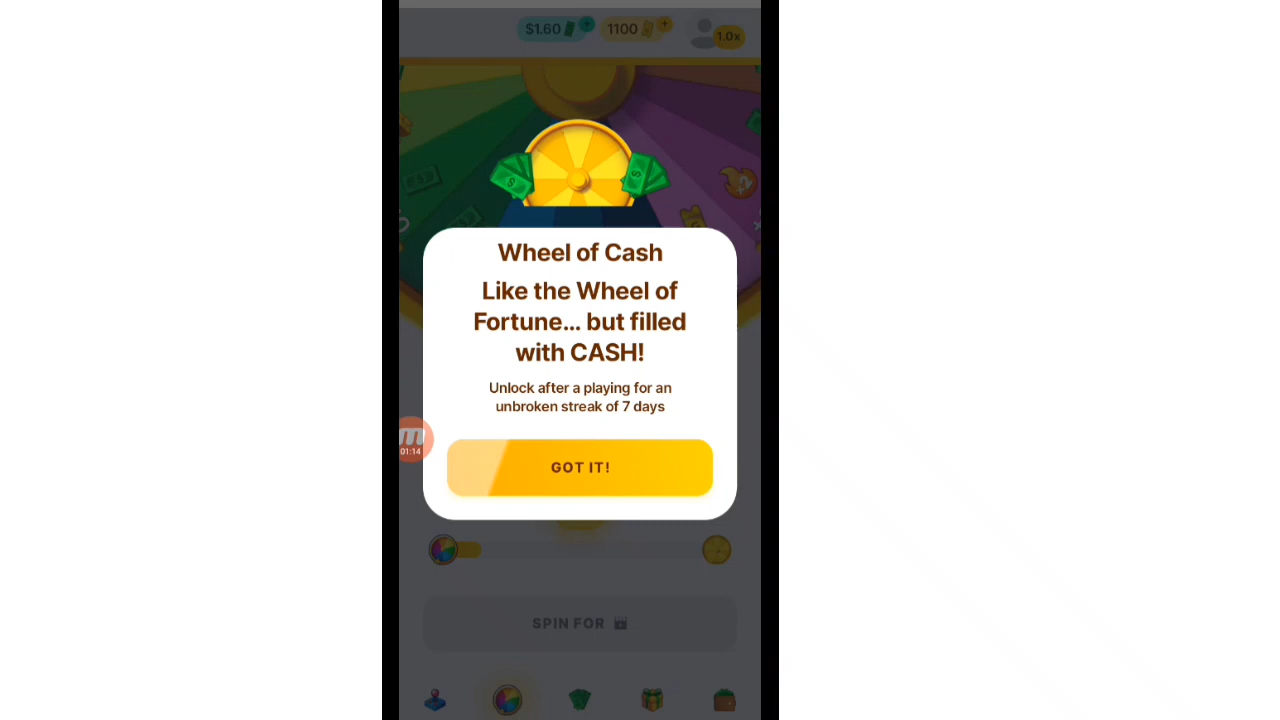 $1.60
1100
1.0x
Wheel of Cash
Like the Wheel of
Fortune... but filled
with CASH!
Unlock after a playing for an
unbroken streak of 7 days
01:14
GOT IT!
SPIN FOR